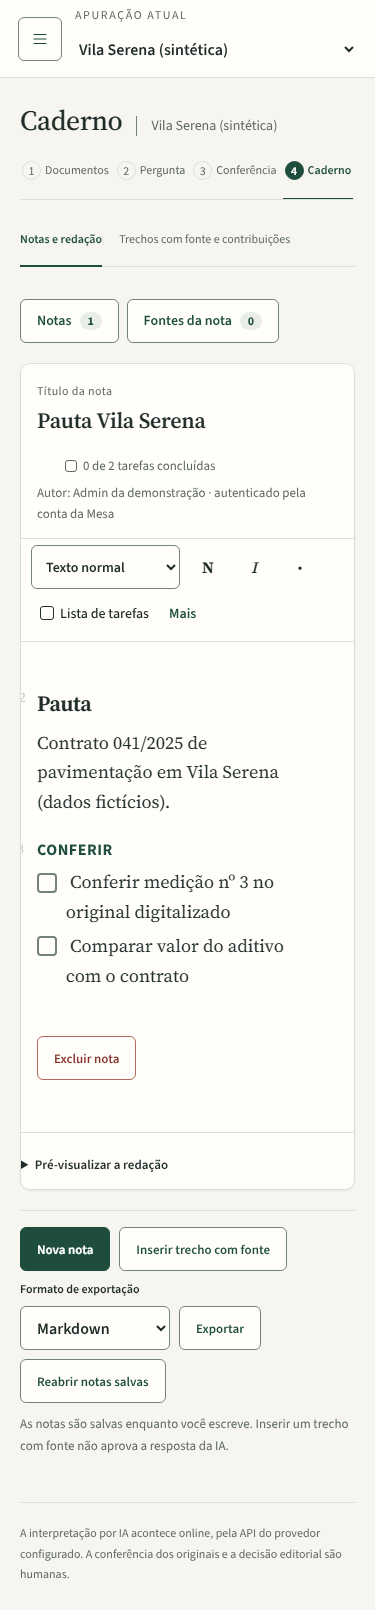 APURAÇÃO ATUAL
Vila Serena (sintética)
Caderno
Vila Serena (sintética)
1 Documentos 2 Pergunta 3 Conferência 4 Caderno
Notas e redação Trechos com fonte e contribuições
Notas 1 Fontes da nota 0
Título da nota
Pauta Vila Serena
0 de 2 tarefas concluídas
Autor: Admin da demonstração · autenticado pela
conta da Mesa
Texto normal N I •
Lista de tarefas Mais
2
Pauta
Contrato 041/2025 de
pavimentação em Vila Serena
(dados fictícios).
3
CONFERIR
Conferir medição nº 3 no
original digitalizado
Comparar valor do aditivo
com o contrato
Excluir nota
Pré-visualizar a redação
Nova nota Inserir trecho com fonte
Formato de exportação
Markdown Exportar
Reabrir notas salvas
As notas são salvas enquanto você escreve. Inserir um trecho
com fonte não aprova a resposta da IA.
A interpretação por IA acontece online, pela API do provedor
configurado. A conferência dos originais e a decisão editorial são
humanas.